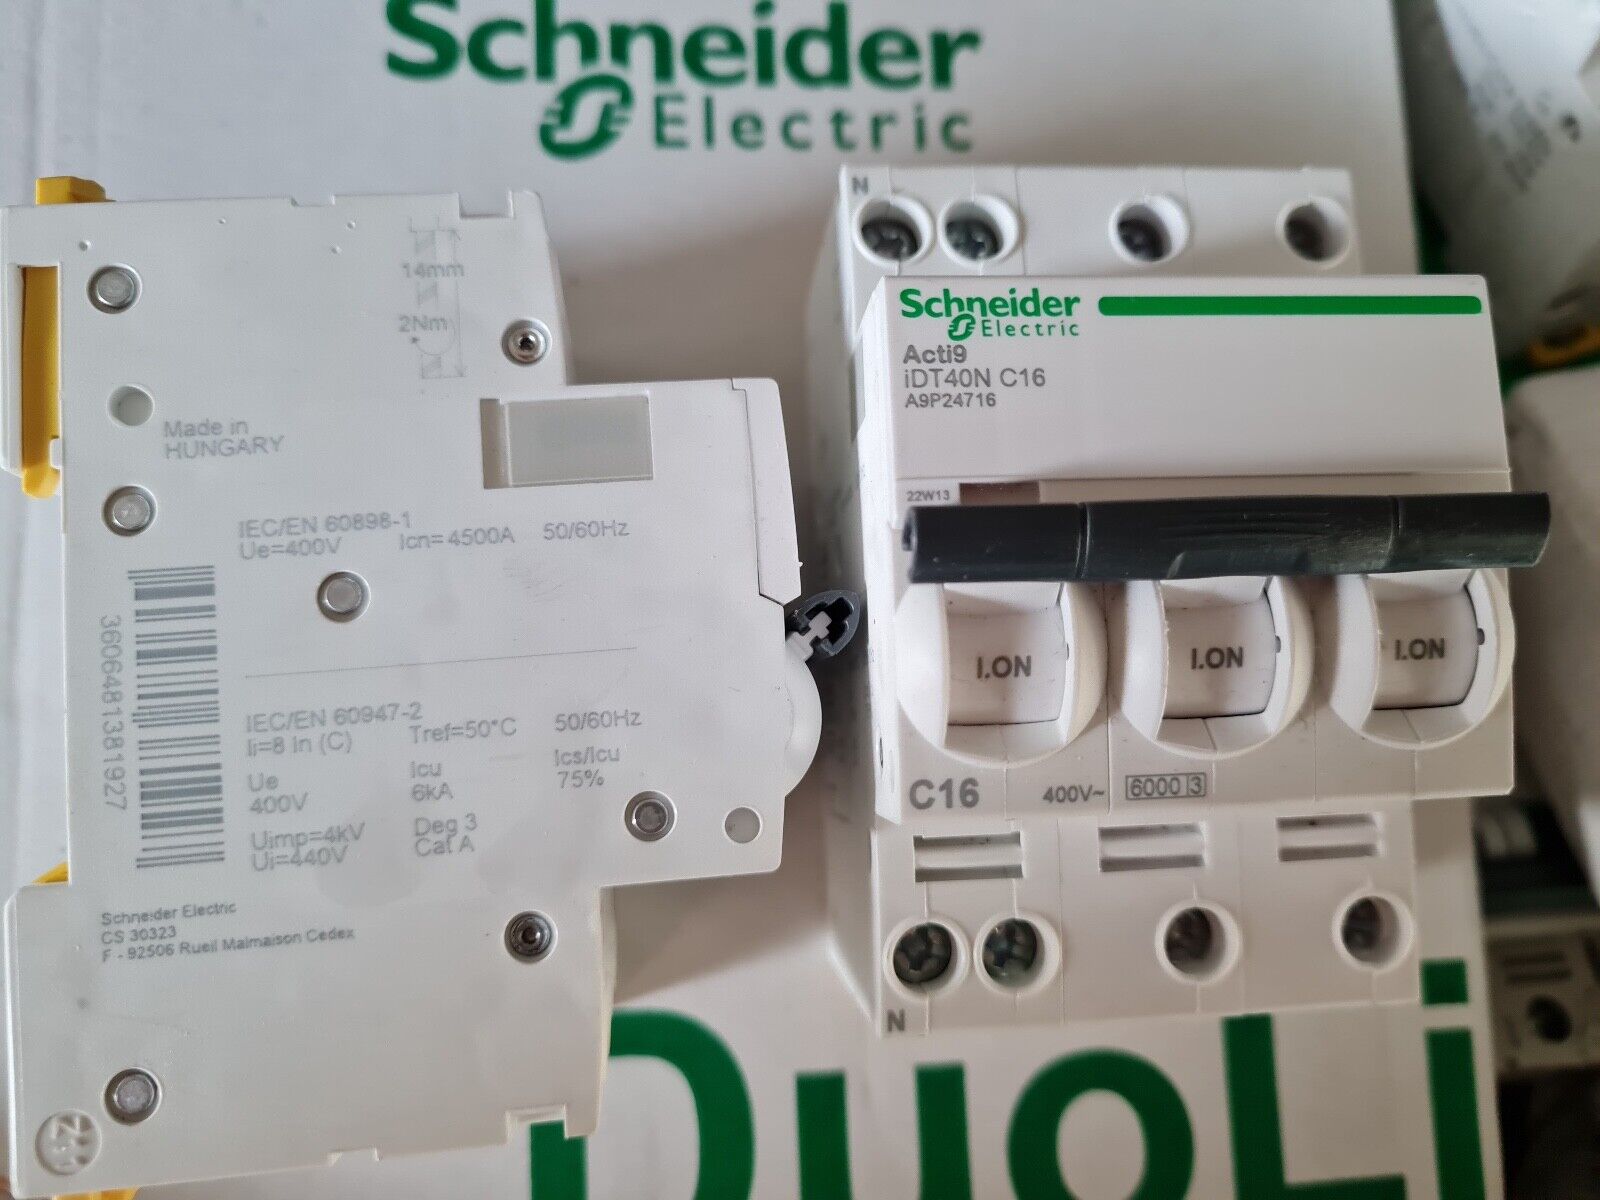 Schneider
Electric
14mm
2Nm
Made in
HUNGARY
IEC/EN 60898-1
Ue=400V Icn=4500A 50/60Hz
3606481381927
IEC/EN 60947-2
Ii=8 In (C) Tref=50°C 50/60Hz
Ue Icu Ics/Icu
400V 6kA 75%
Uimp=4kV Deg 3
Ui=440V Cat A
Schneider Electric
CS 30323
F - 92506 Rueil Malmaison Cedex
N
Schneider
Electric
Acti9
iDT40N C16
A9P24716
22W13
I.ON I.ON I.ON
C16 400V~ 6000 3
N
DuoLi